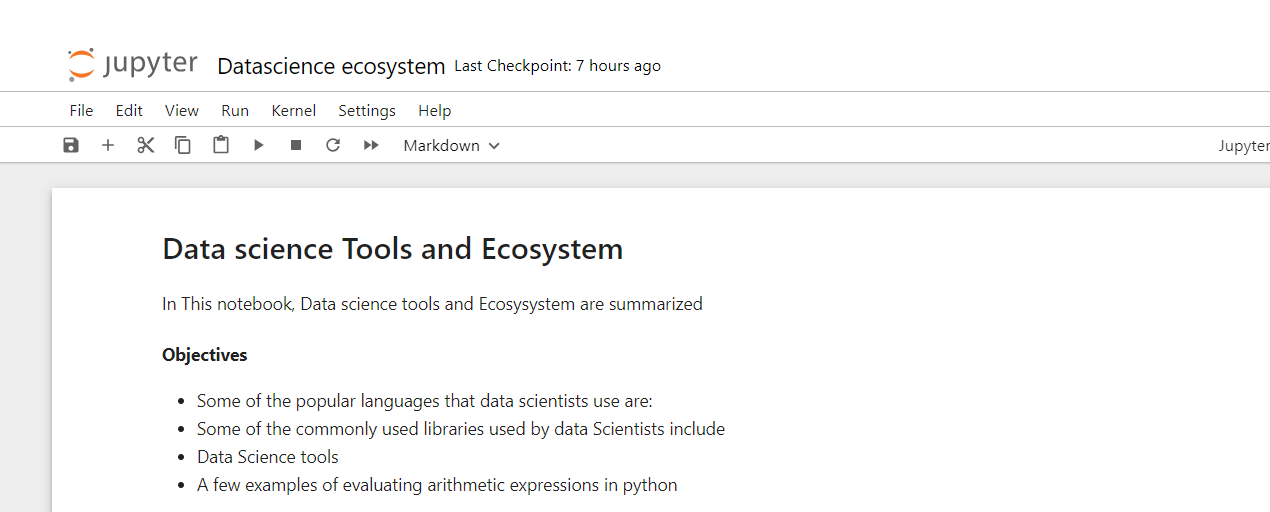 jupyter Datascience ecosystem Last Checkpoint: 7 hours ago
File Edit View Run Kernel Settings Help
Markdown Jupyter
Data science Tools and Ecosystem
In This notebook, Data science tools and Ecosysystem are summarized
Objectives
• Some of the popular languages that data scientists use are:
• Some of the commonly used libraries used by data Scientists include
• Data Science tools
• A few examples of evaluating arithmetic expressions in python